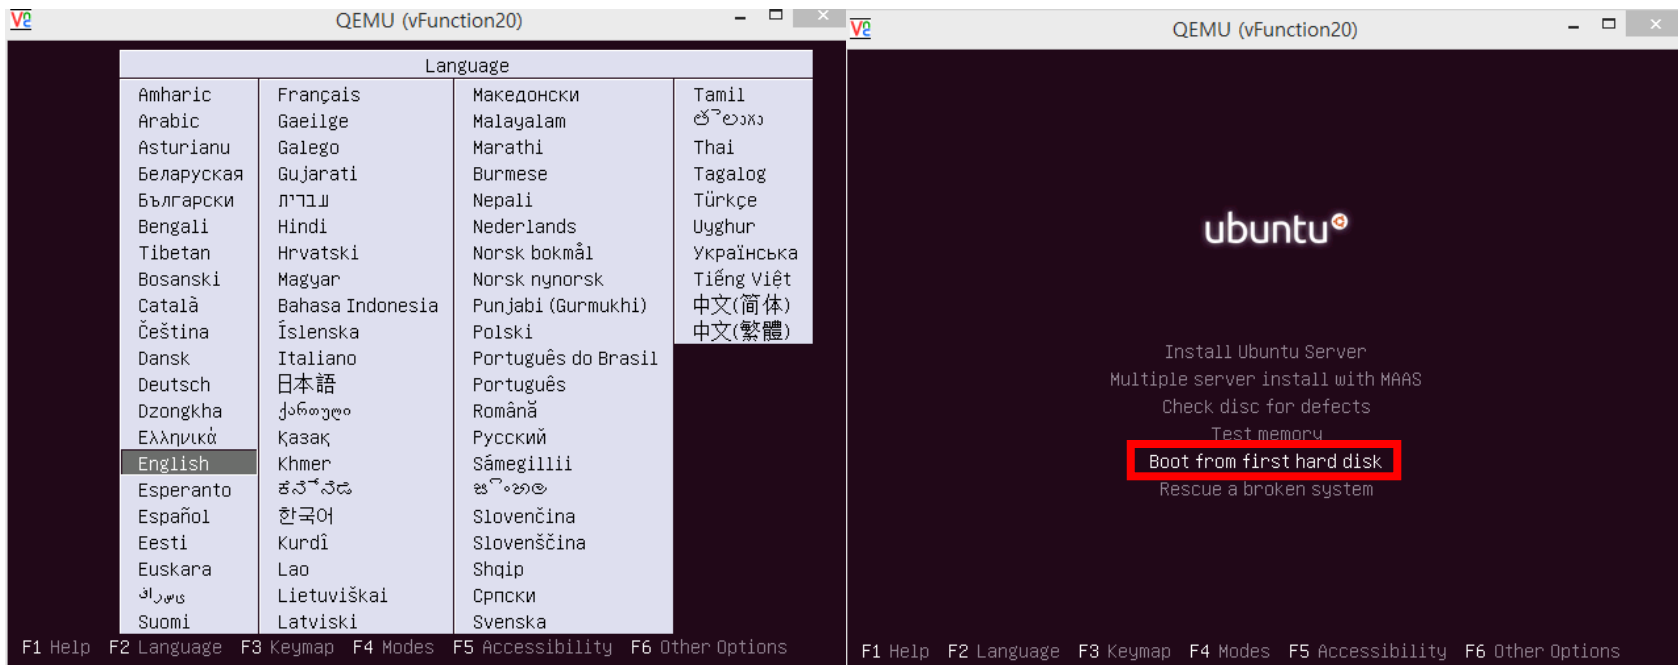 QEMU (vFunction20)
Language
Amharic
Arabic
Asturianu
Беларуская
Български
Bengali
Tibetan
Bosanski
Català
Čeština
Dansk
Deutsch
Dzongkha
Ελληνικά
English
Esperanto
Español
Eesti
Euskara
Suomi
Français
Gaeilge
Galego
Gujarati
עברית
Hindi
Hrvatski
Magyar
Bahasa Indonesia
Íslenska
Italiano
日本語
ქართული
Қазақ
Khmer
한국어
Kurdî
Lao
Lietuviškai
Latviski
Македонски
Malayalam
Marathi
Burmese
Nepali
Nederlands
Norsk bokmål
Norsk nynorsk
Punjabi (Gurmukhi)
Polski
Português do Brasil
Português
Română
Русский
Sámegillii
Slovenčina
Slovenščina
Shqip
Српски
Svenska
Tamil
Thai
Tagalog
Türkçe
Uyghur
Українська
Tiếng Việt
中文(简体)
中文(繁體)
F1 Help F2 Language F3 Keymap F4 Modes F5 Accessibility F6 Other Options
QEMU (vFunction20)
ubuntu
Install Ubuntu Server
Multiple server install with MAAS
Check disc for defects
Test memory
Boot from first hard disk
Rescue a broken system
F1 Help F2 Language F3 Keymap F4 Modes F5 Accessibility F6 Other Options